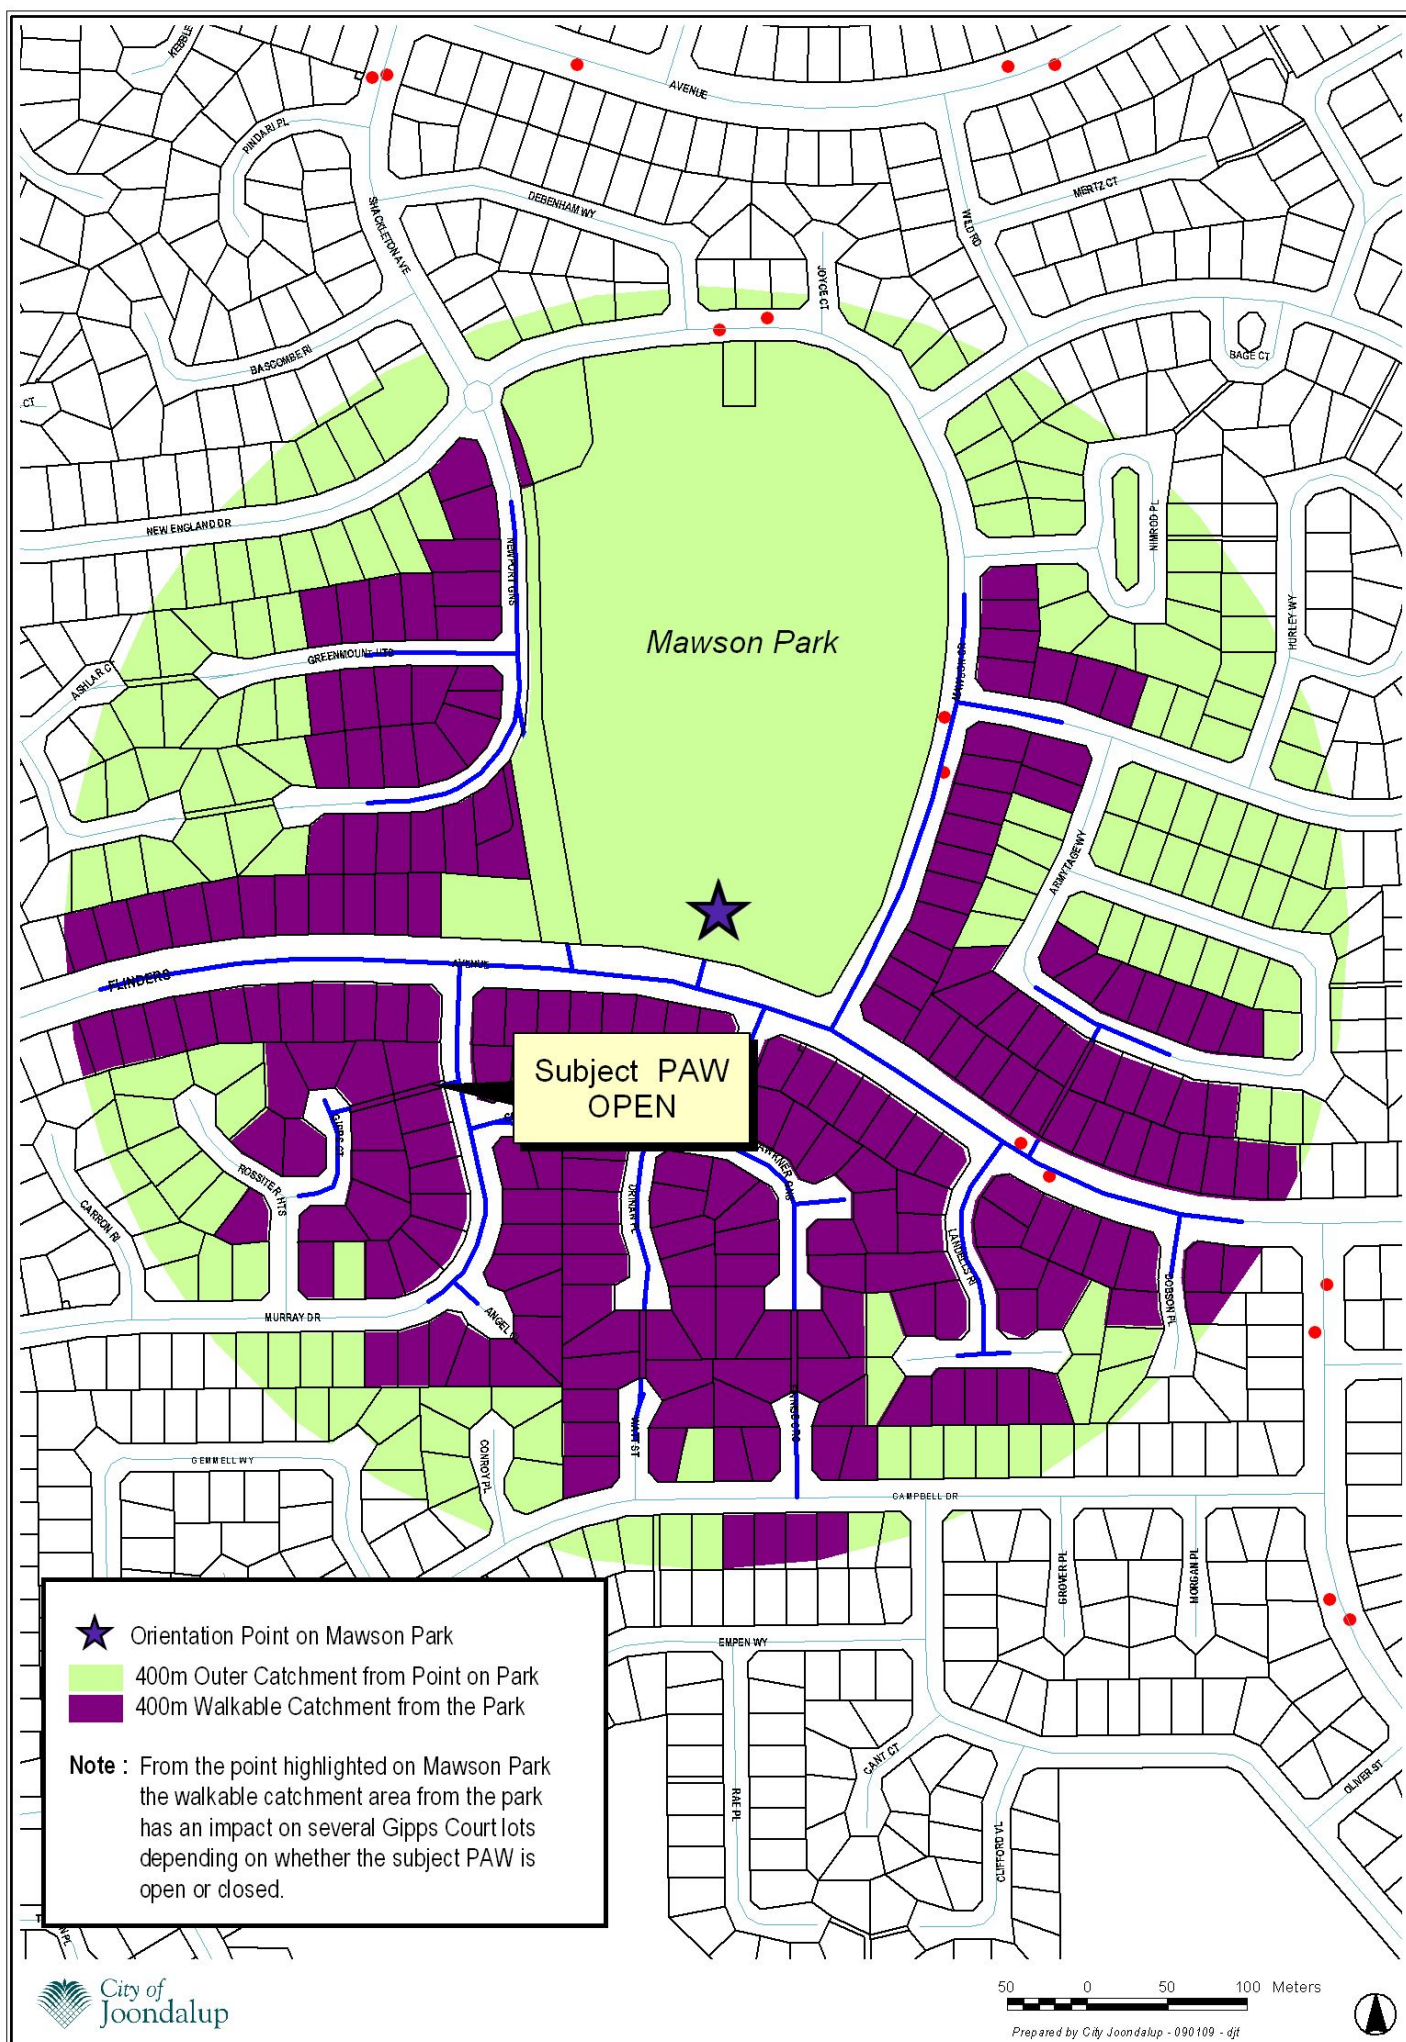 KEBBLE
AVENUE
PINDARI PL
MERTZ CT
DEBENHAM WY
SHACKLETON AVE
WILD RD
JOYCE CT
BASCOMBE RI
BAGE CT
CT
NEW ENGLAND DR
NIMROD PL
NEWPORT GNS
HURLEY WY
Mawson Park
GREENMOUNT HTS
MAWSON CR
ASHLAR CT
ARMYTAGE WY
FLINDERS
AVENUE
Subject PAW
OPEN
GIPPS CT
ROSSITER HTS
CARRON RI
DRINAN PL
LANDELLS RI
DOBSON PL
MURRAY DR
WATT ST
CONROY PL
GEMMELL WY
CAMPBELL DR
GROVER PL
MORGAN PL
EMPEN WY
Orientation Point on Mawson Park
400m Outer Catchment from Point on Park
400m Walkable Catchment from the Park
Note : From the point highlighted on Mawson Park
the walkable catchment area from the park
has an impact on several Gipps Court lots
depending on whether the subject PAW is
open or closed.
RAE PL
CANT CT
CLIFFORD VL
OLIVER ST
City of
Joondalup
50 0 50 100 Meters
Prepared by City Joondalup - 090109 - djt